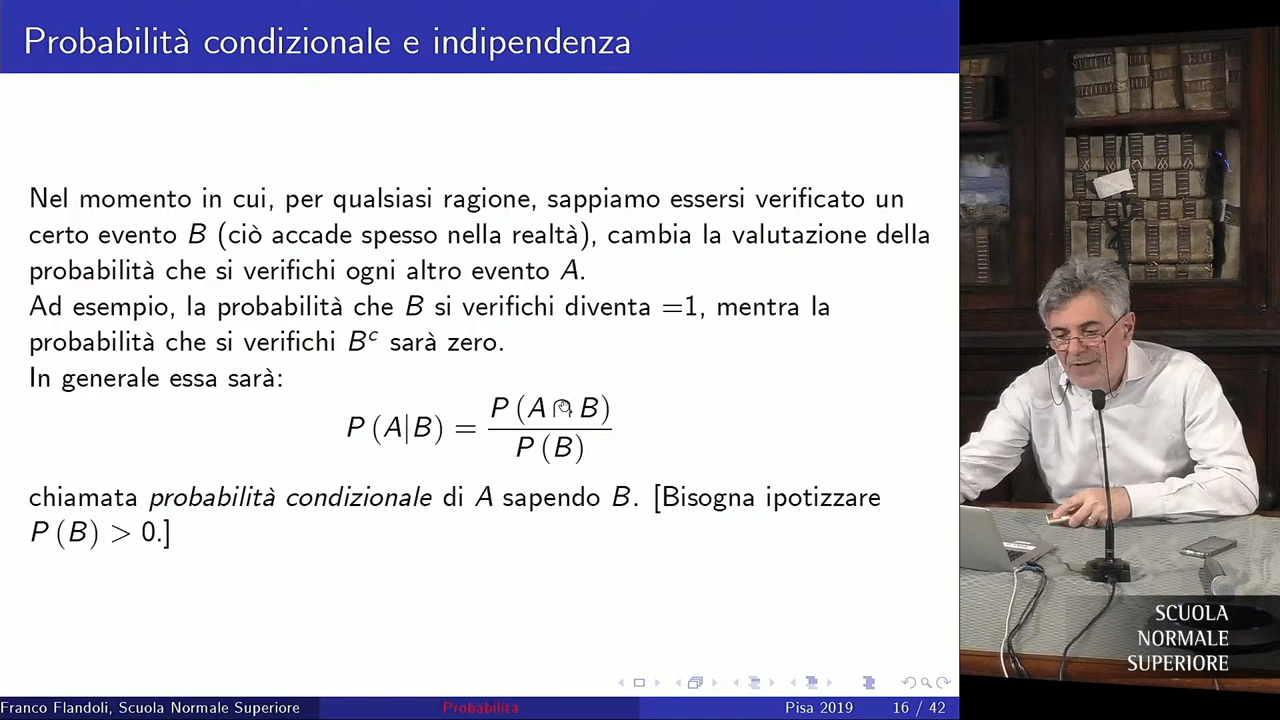 Probabilità condizionale e indipendenza
Nel momento in cui, per qualsiasi ragione, sappiamo essersi verificato un
certo evento B (ciò accade spesso nella realtà), cambia la valutazione della
probabilità che si verifichi ogni altro evento A.
Ad esempio, la probabilità che B si verifichi diventa =1, mentra la
probabilità che si verifichi Bᶜ sarà zero.
In generale essa sarà:
P (A|B) = P (A ∩ B) / P (B)
chiamata probabilità condizionale di A sapendo B. [Bisogna ipotizzare
P (B) > 0.]
Franco Flandoli, Scuola Normale Superiore
Probabilita
Pisa 2019
16 / 42
SCUOLA
NORMALE
SUPERIORE